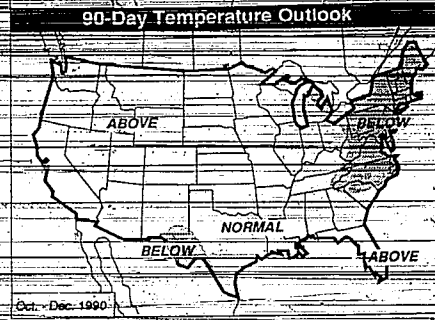 90-Day Temperature Outlook
ABOVE
BELOW
NORMAL
BELOW
ABOVE
Oct. - Dec. 1990